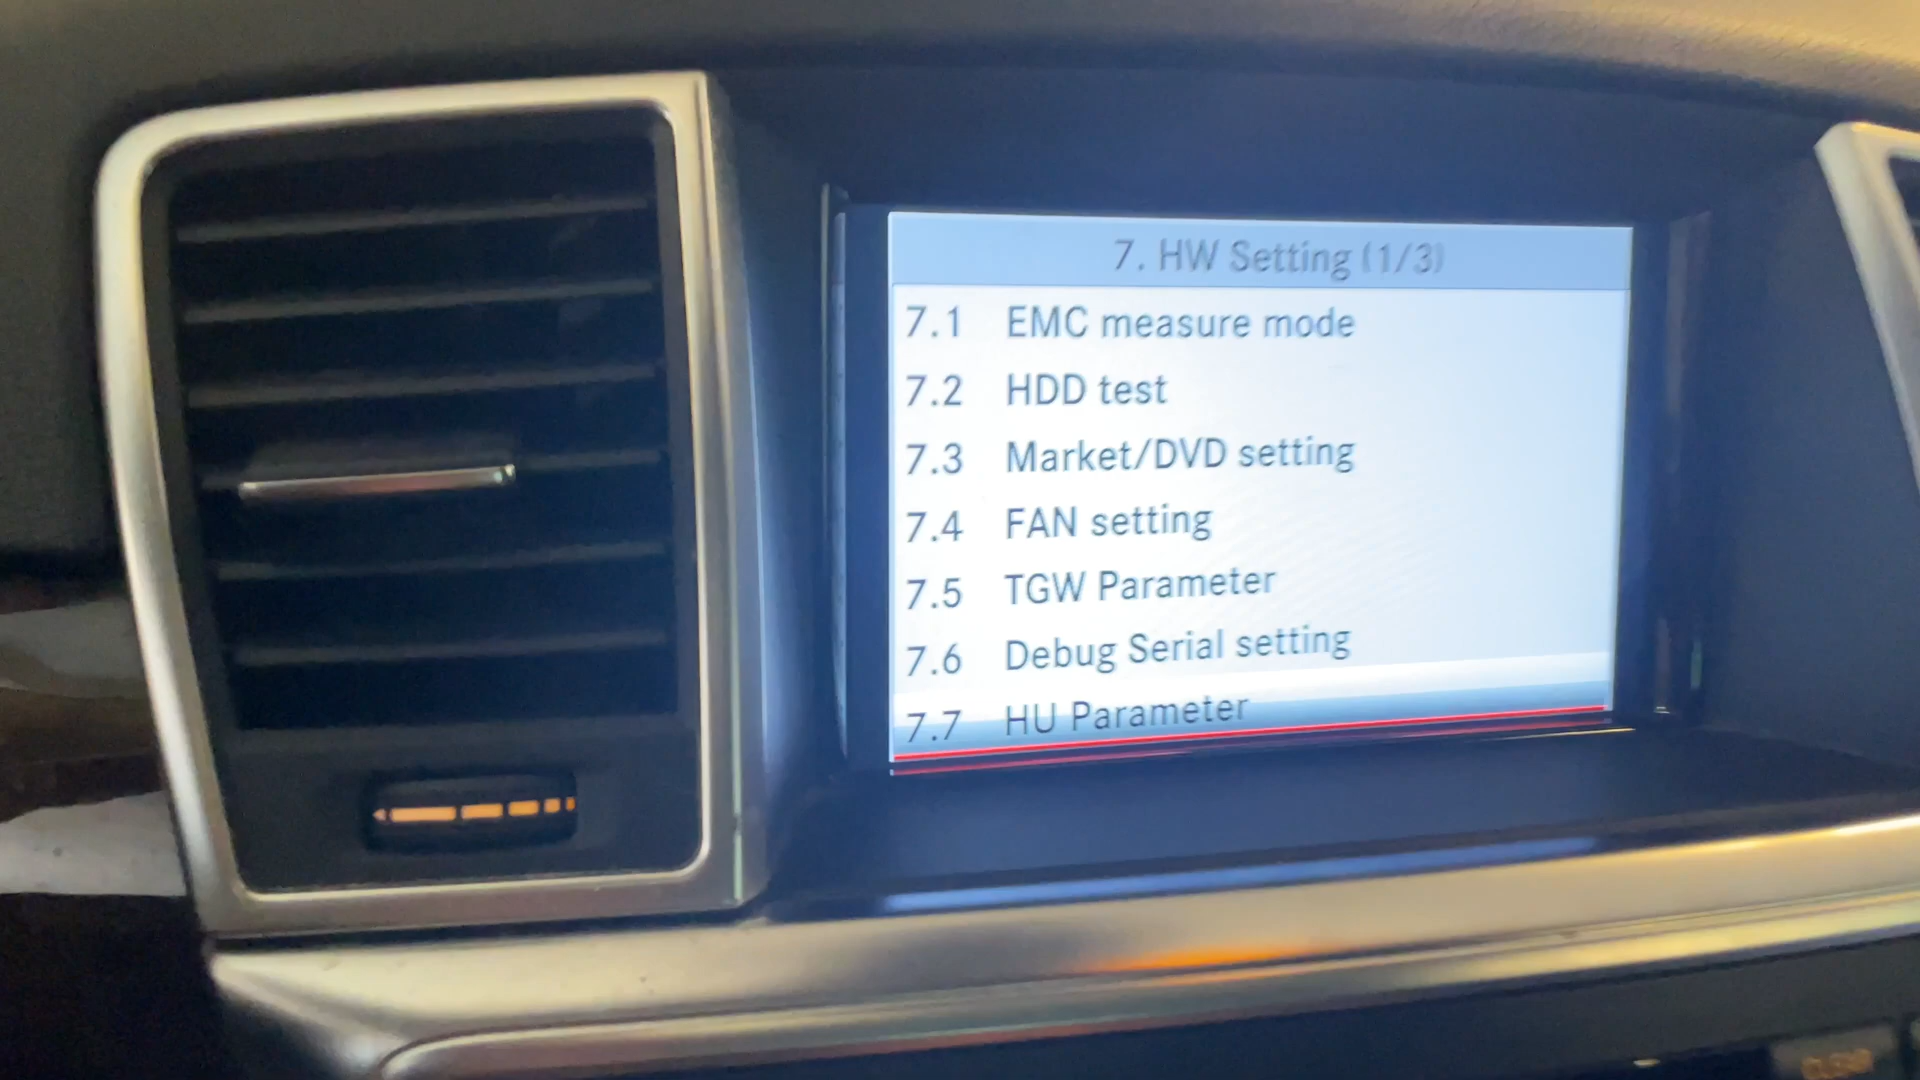 7. HW Setting (1/3)
7.1 EMC measure mode
7.2 HDD test
7.3 Market/DVD setting
7.4 FAN setting
7.5 TGW Parameter
7.6 Debug Serial setting
7.7 HU Parameter